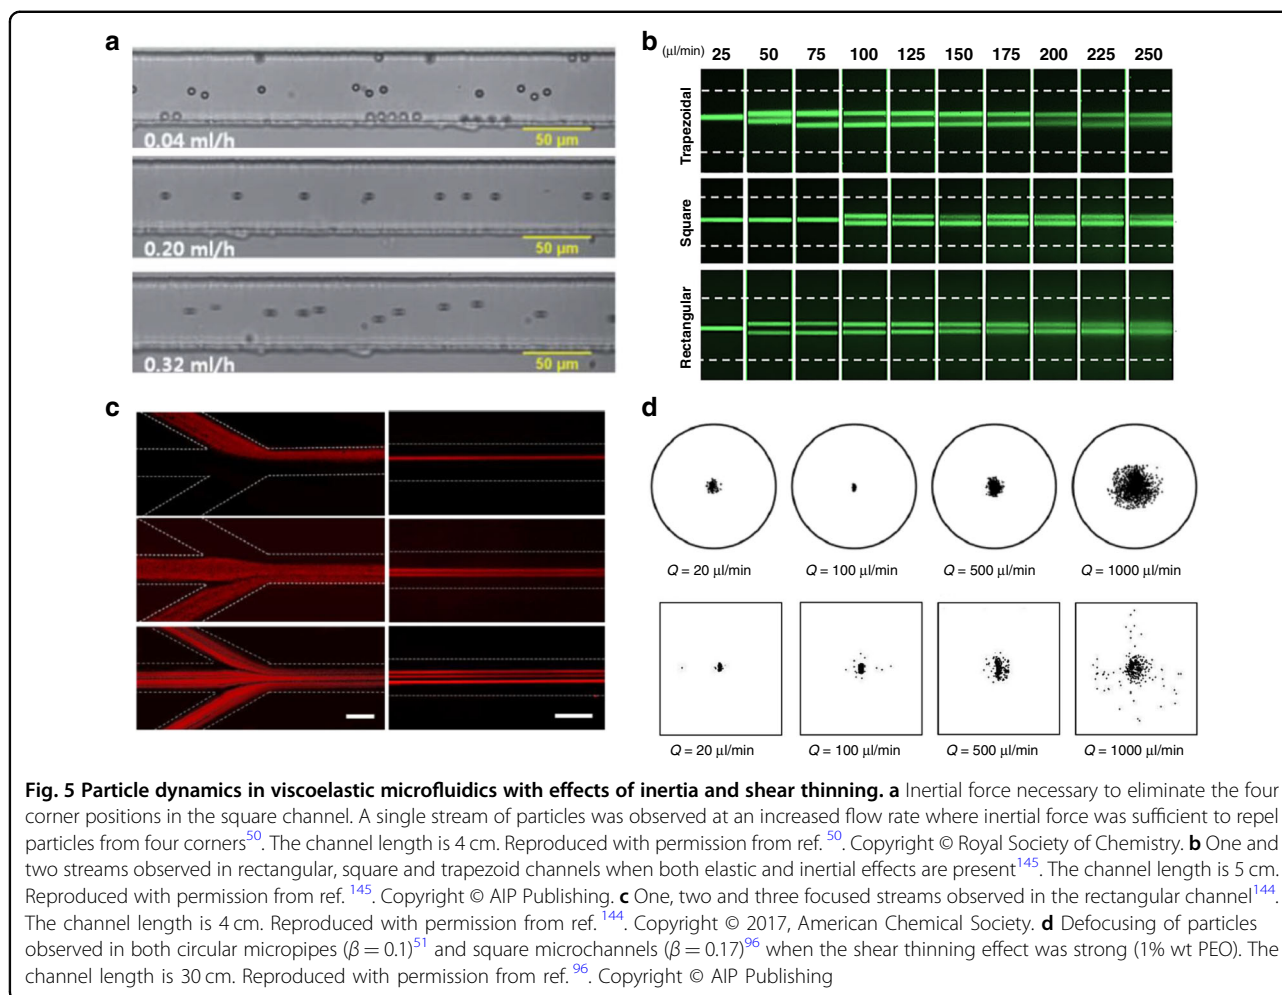 a
0.04 ml/h
50 µm
0.20 ml/h
50 µm
0.32 ml/h
50 µm
b
(µl/min) 25 50 75 100 125 150 175 200 225 250
Trapezoidal
Square
Rectangular
c
d
Q = 20 µl/min Q = 100 µl/min Q = 500 µl/min Q = 1000 µl/min
Q = 20 µl/min Q = 100 µl/min Q = 500 µl/min Q = 1000 µl/min
Fig. 5 Particle dynamics in viscoelastic microfluidics with effects of inertia and shear thinning. a Inertial force necessary to eliminate the four
corner positions in the square channel. A single stream of particles was observed at an increased flow rate where inertial force was sufficient to repel
particles from four corners50. The channel length is 4 cm. Reproduced with permission from ref. 50. Copyright © Royal Society of Chemistry. b One and
two streams observed in rectangular, square and trapezoid channels when both elastic and inertial effects are present145. The channel length is 5 cm.
Reproduced with permission from ref. 145. Copyright © AIP Publishing. c One, two and three focused streams observed in the rectangular channel144.
The channel length is 4 cm. Reproduced with permission from ref. 144. Copyright © 2017, American Chemical Society. d Defocusing of particles
observed in both circular micropipes (β = 0.1)51 and square microchannels (β = 0.17)96 when the shear thinning effect was strong (1% wt PEO). The
channel length is 30 cm. Reproduced with permission from ref. 96. Copyright © AIP Publishing